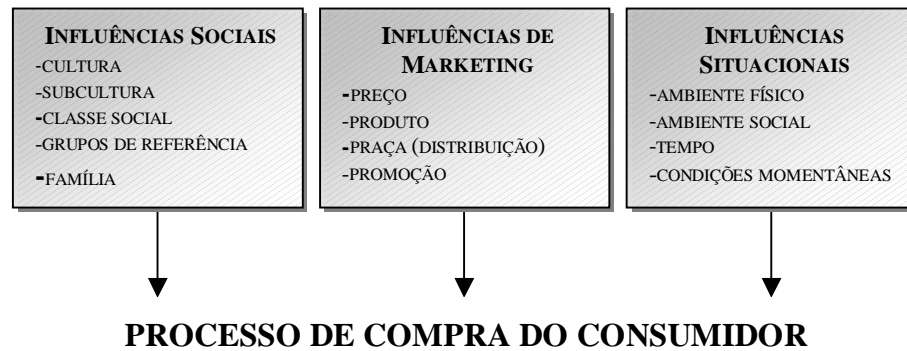 INFLUÊNCIAS SOCIAIS
-CULTURA
-SUBCULTURA
-CLASSE SOCIAL
-GRUPOS DE REFERÊNCIA
-FAMÍLIA
INFLUÊNCIAS DE
MARKETING
-PREÇO
-PRODUTO
-PRAÇA (DISTRIBUIÇÃO)
-PROMOÇÃO
INFLUÊNCIAS
SITUACIONAIS
-AMBIENTE FÍSICO
-AMBIENTE SOCIAL
-TEMPO
-CONDIÇÕES MOMENTÂNEAS
PROCESSO DE COMPRA DO CONSUMIDOR